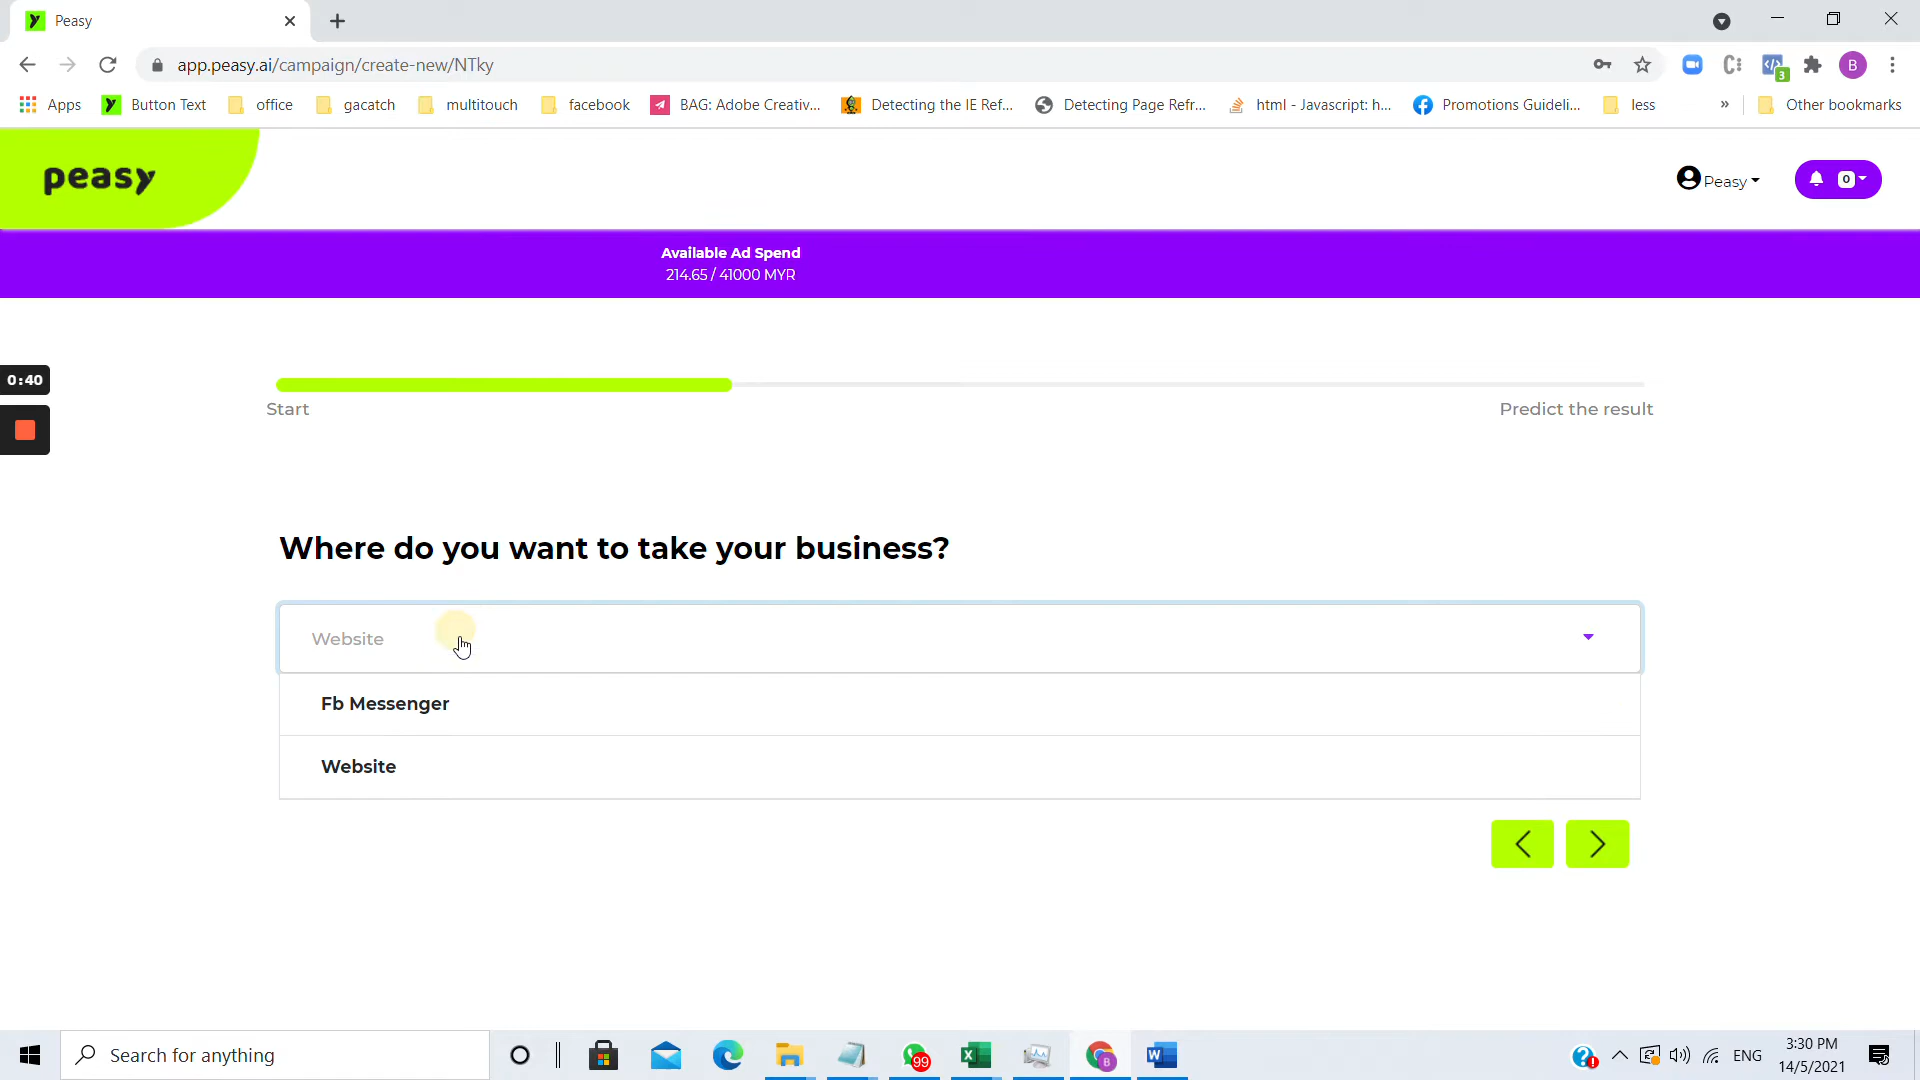 Peasy
app.peasy.ai/campaign/create-new/NTky
3
B
Apps
Button Text
office
gacatch
multitouch
facebook
BAG: Adobe Creativ...
Detecting the IE Ref...
Detecting Page Refr...
html - Javascript: h...
Promotions Guideli...
less
»
Other bookmarks
peasy
Peasy
0
Available Ad Spend
214.65 / 41000 MYR
0:40
Start
Predict the result
Where do you want to take your business?
Website
Fb Messenger
Website
Search for anything
99
B
ENG
3:30 PM
14/5/2021